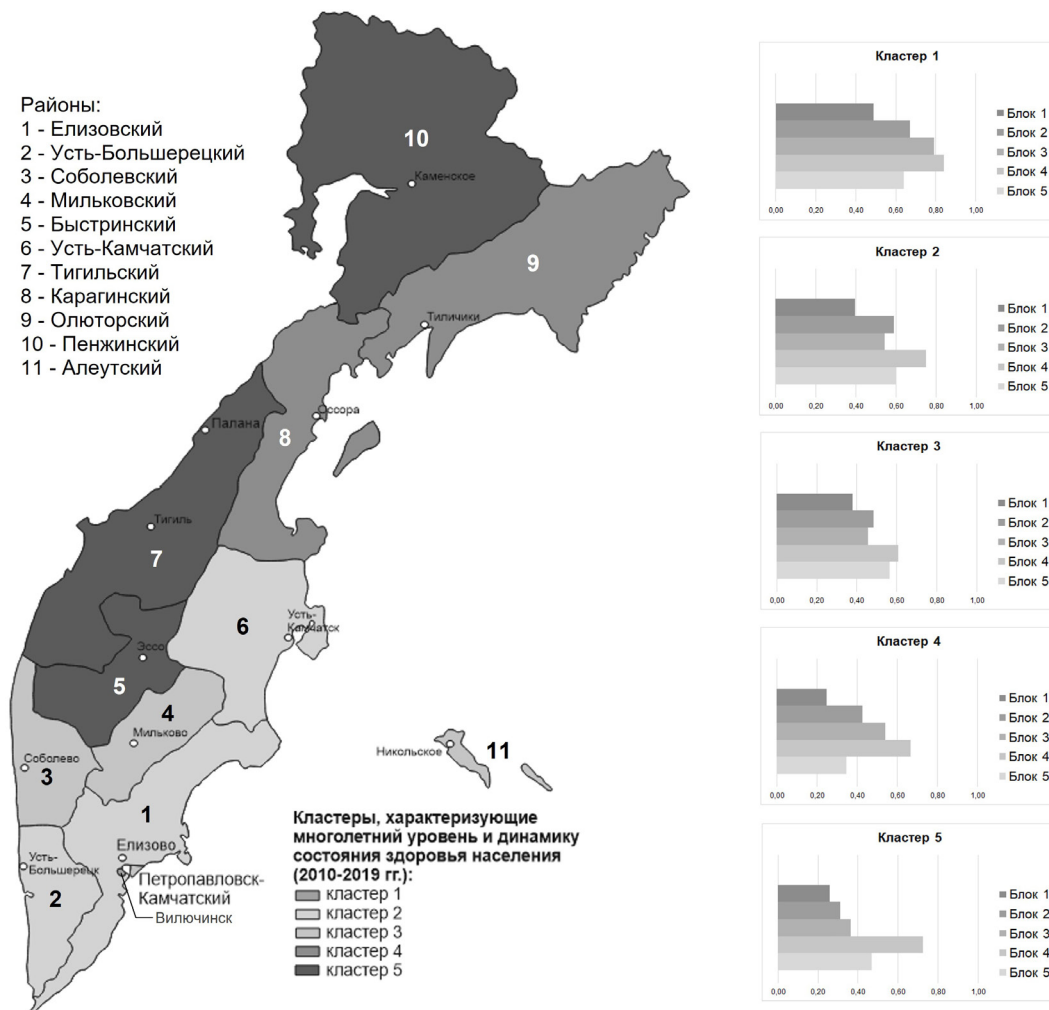 Районы:
1 - Елизовский
2 - Усть-Большерецкий
3 - Соболевский
4 - Мильковский
5 - Быстринский
6 - Усть-Камчатский
7 - Тигильский
8 - Карагинский
9 - Олюторский
10 - Пенжинский
11 - Алеутский
10
Каменское
9
Тиличики
Оссора
8
Палана
Тигиль
7
6
Усть-
Камчатск
Эссо
5
4
Мильково
Никольское
11
Соболево
3
1
Елизово
Усть-
Большерецк
2
Петропавловск-
Камчатский
Вилючинск
Кластеры, характеризующие
многолетний уровень и динамику
состояния здоровья населения
(2010-2019 гг.):
кластер 1
кластер 2
кластер 3
кластер 4
кластер 5
Кластер 1
Блок 1
Блок 2
Блок 3
Блок 4
Блок 5
0,00 0,20 0,40 0,60 0,80 1,00
Кластер 2
Блок 1
Блок 2
Блок 3
Блок 4
Блок 5
0,00 0,20 0,40 0,60 0,80 1,00
Кластер 3
Блок 1
Блок 2
Блок 3
Блок 4
Блок 5
0,00 0,20 0,40 0,60 0,80 1,00
Кластер 4
Блок 1
Блок 2
Блок 3
Блок 4
Блок 5
0,00 0,20 0,40 0,60 0,80 1,00
Кластер 5
Блок 1
Блок 2
Блок 3
Блок 4
Блок 5
0,00 0,20 0,40 0,60 0,80 1,00